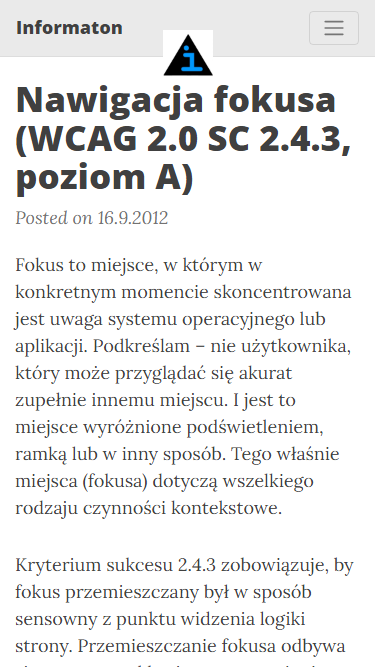 Informaton
Nawigacja fokusa
(WCAG 2.0 SC 2.4.3,
poziom A)
Posted on 16.9.2012
Fokus to miejsce, w którym w
konkretnym momencie skoncentrowana
jest uwaga systemu operacyjnego lub
aplikacji. Podkreślam – nie użytkownika,
który może przyglądać się akurat
zupełnie innemu miejscu. I jest to
miejsce wyróżnione podświetleniem,
ramką lub w inny sposób. Tego właśnie
miejsca (fokusa) dotyczą wszelkiego
rodzaju czynności kontekstowe.
Kryterium sukcesu 2.4.3 zobowiązuje, by
fokus przemieszczany był w sposób
sensowny z punktu widzenia logiki
strony. Przemieszczanie fokusa odbywa